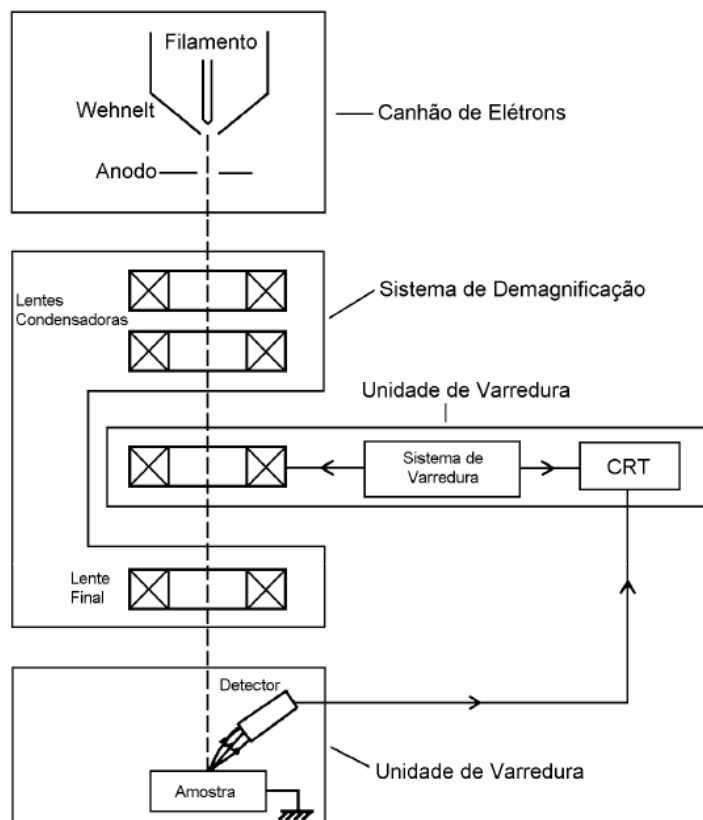 Filamento
Wehnelt
Canhão de Elétrons
Anodo
Lentes
Condensadoras
Sistema de Demagnificação
Unidade de Varredura
Sistema de
Varredura
CRT
Lente
Final
Detector
Amostra
Unidade de Varredura